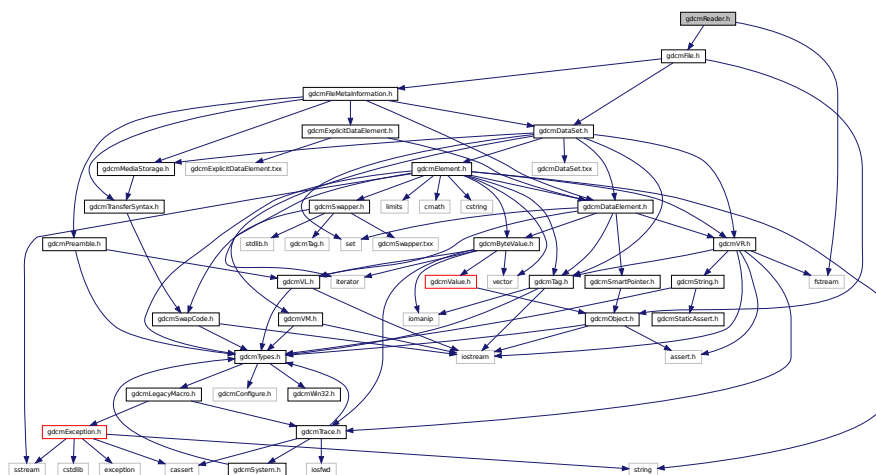 gdcmReader.h
gdcmFile.h
gdcmFileMetaInformation.h
gdcmExplicitDataElement.h
gdcmDataSet.h
gdcmMediaStorage.h
gdcmExplicitDataElement.txx
gdcmElement.h
gdcmDataSet.txx
gdcmTransferSyntax.h
gdcmSwapper.h
limits
cmath
cstring
gdcmDataElement.h
gdcmPreamble.h
stdlib.h
gdcmTag.h
set
gdcmSwapper.txx
gdcmByteValue.h
gdcmVR.h
gdcmVL.h
iterator
gdcmValue.h
vector
gdcmTag.h
gdcmSmartPointer.h
gdcmString.h
fstream
gdcmSwapCode.h
gdcmVM.h
iomanip
gdcmObject.h
gdcmStaticAssert.h
gdcmTypes.h
iostream
assert.h
gdcmLegacyMacro.h
gdcmConfigure.h
gdcmWin32.h
gdcmException.h
gdcmTrace.h
sstream
cstdlib
exception
cassert
gdcmSystem.h
iosfwd
string